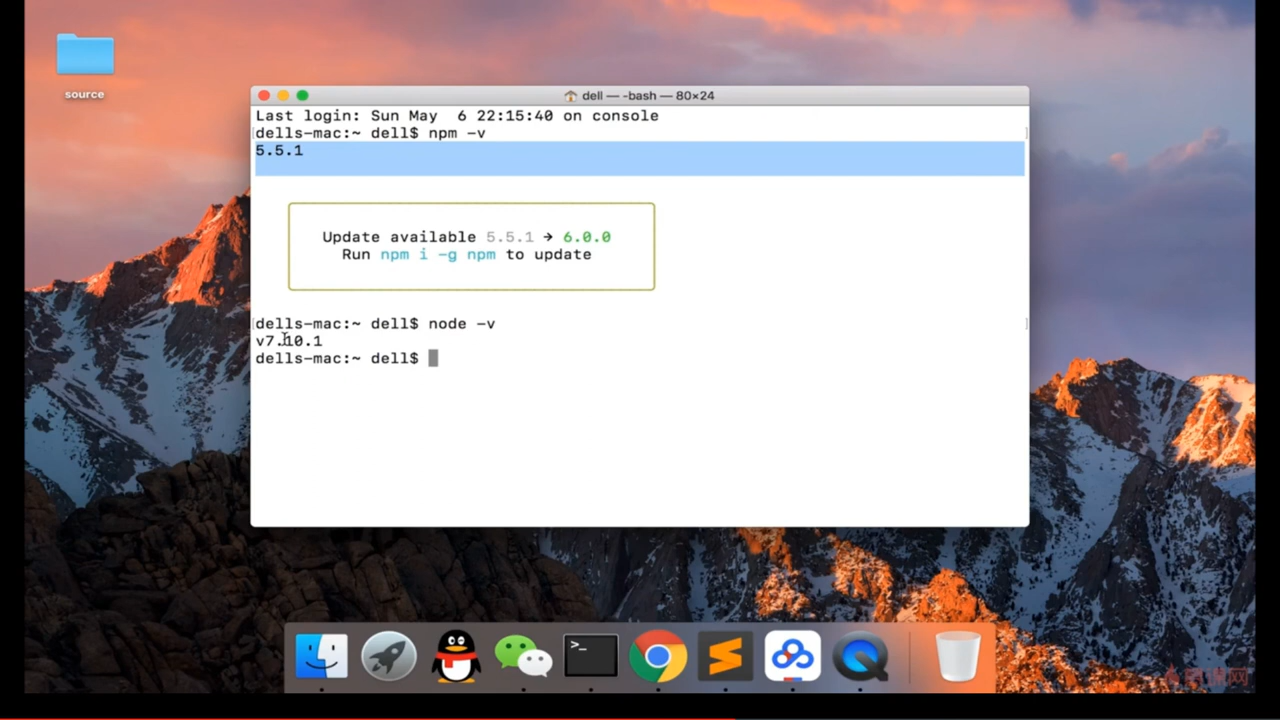 source
dell — -bash — 80×24
Last login: Sun May  6 22:15:40 on console
dells-mac:~ dell$ npm -v
5.5.1
Update available 5.5.1 → 6.0.0
Run npm i -g npm to update
dells-mac:~ dell$ node -v
v7.10.1
dells-mac:~ dell$
>_